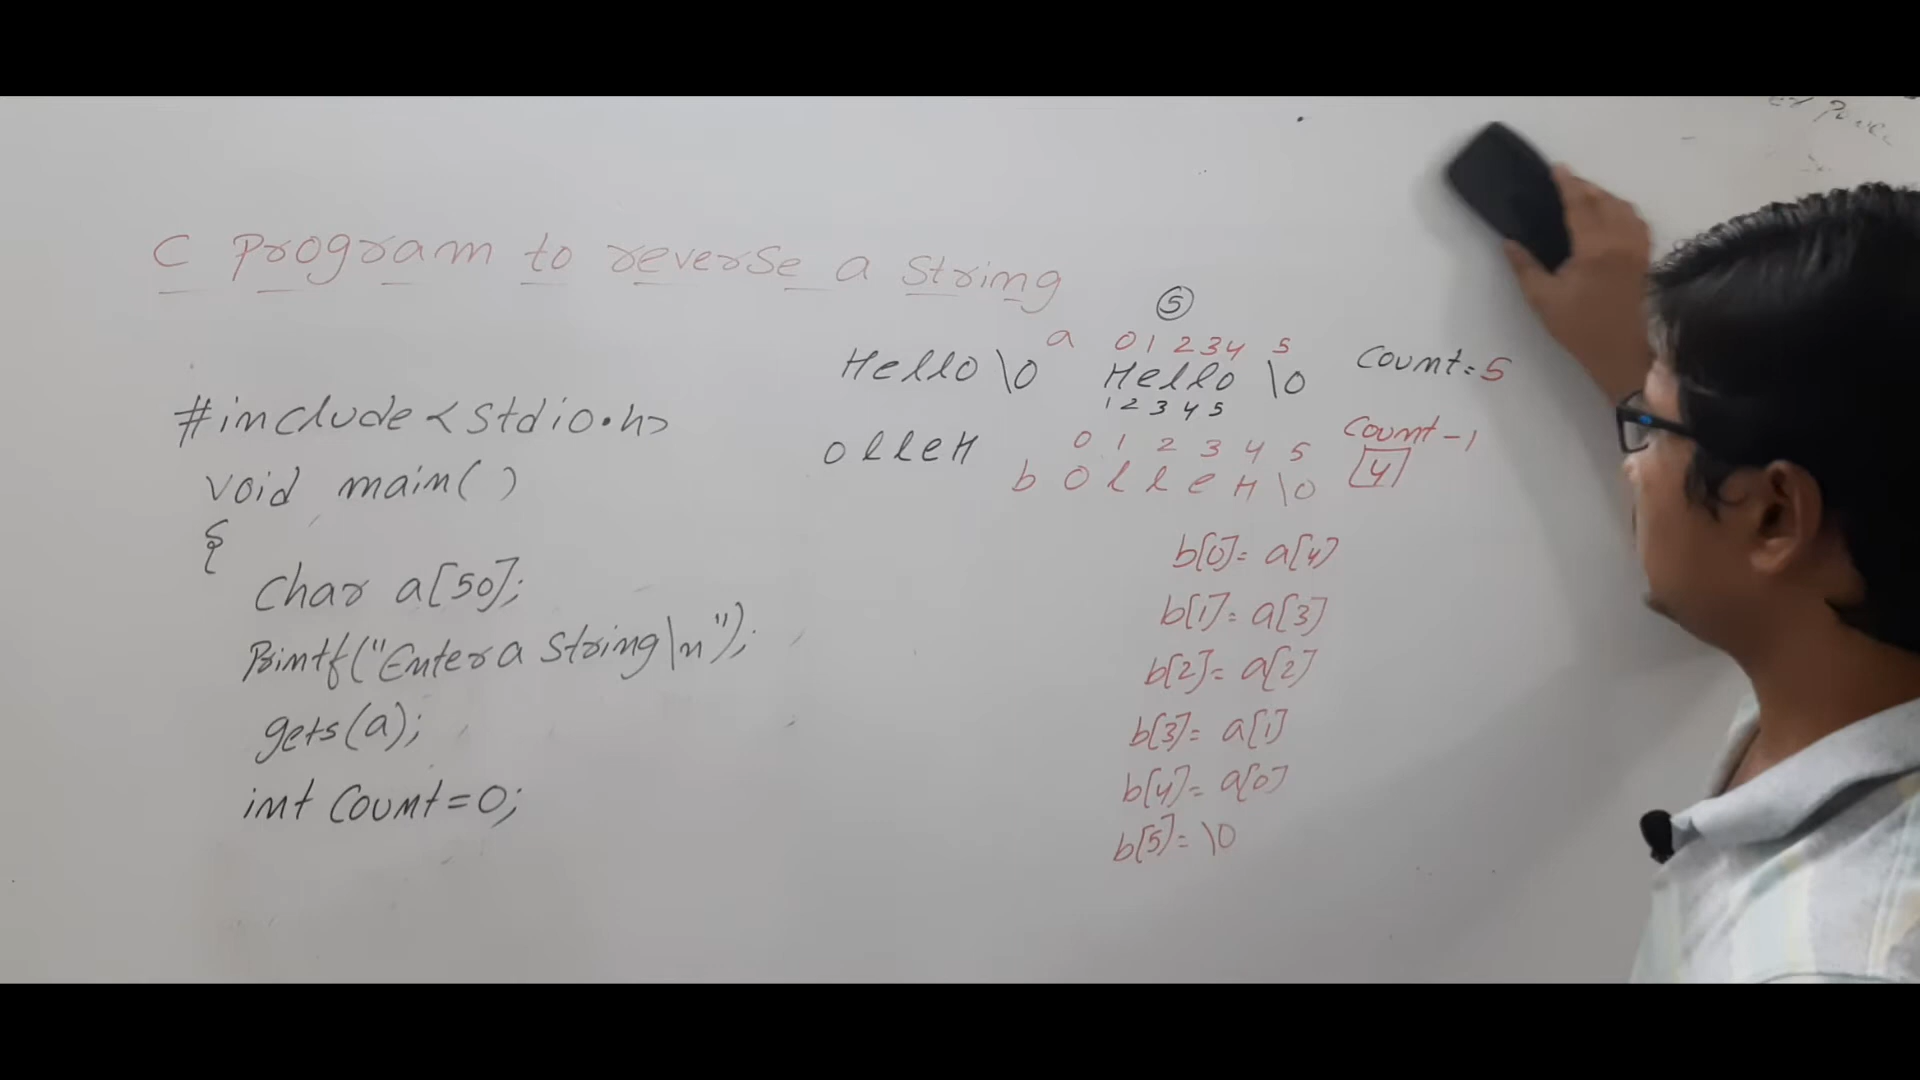 C Program to reverse a String
#include<stdio.h>
void main()
{
char a[50];
Printf("Enter a String\n");
gets(a);
int Count=0;
5
a 0 1 2 3 4 5
Hello \0 Hello \0 Count=5
1 2 3 4 5
olleH 0 1 2 3 4 5 Count-1
b o l l e H \0 4
b[0]= a[4]
b[1]= a[3]
b[2]= a[2]
b[3]= a[1]
b[4]= a[0]
b[5]= \0